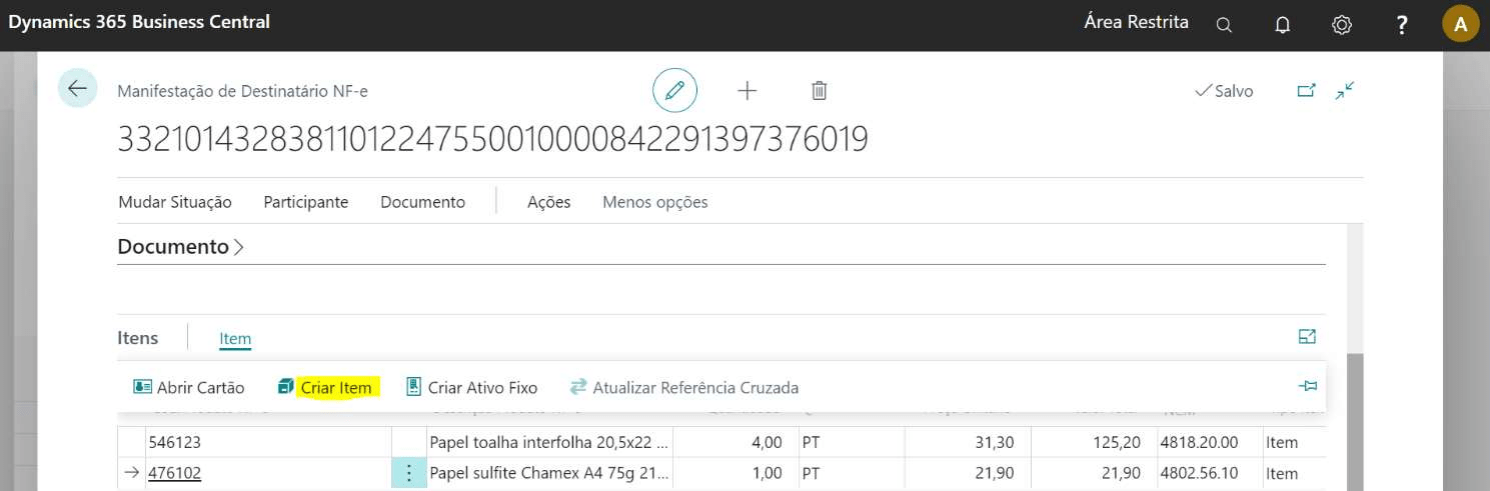 Dynamics 365 Business Central Área Restrita ? A
Manifestação de Destinatário NF-e Salvo
33210143283811012247550010000842291397376019
Mudar Situação Participante Documento Ações Menos opções
Documento
Itens Item
Abrir Cartão Criar Item Criar Ativo Fixo Atualizar Referência Cruzada
546123 Papel toalha interfolha 20,5x22 ... 4,00 PT 31,30 125,20 4818.20.00 Item
476102 Papel sulfite Chamex A4 75g 21... 1,00 PT 21,90 21,90 4802.56.10 Item